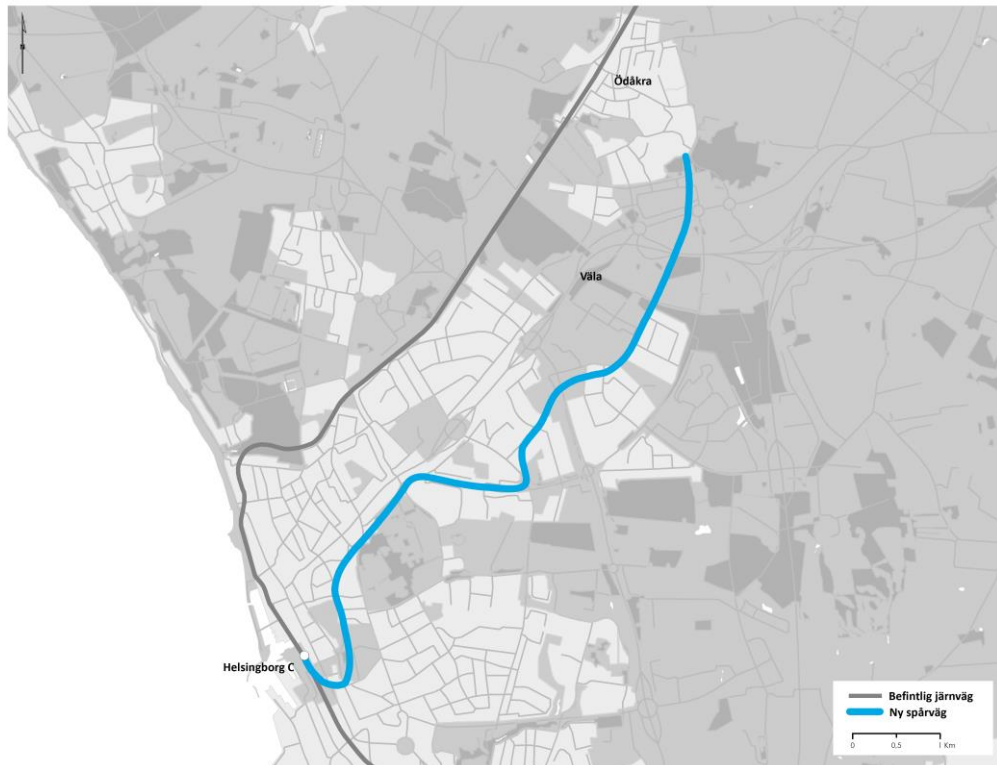 N
Ödåkra
Väla
Helsingborg C
Befintlig järnväg
Ny spårväg
0 0,5 1 Km